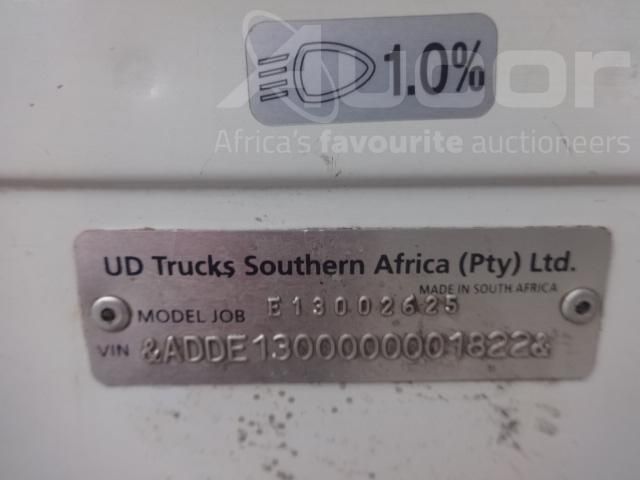 1.0%
Aucor
Africa's favourite auctioneers
UD Trucks Southern Africa (Pty) Ltd.
MADE IN SOUTH AFRICA
MODEL JOB E13002625
VIN &ADDE1300000001822&